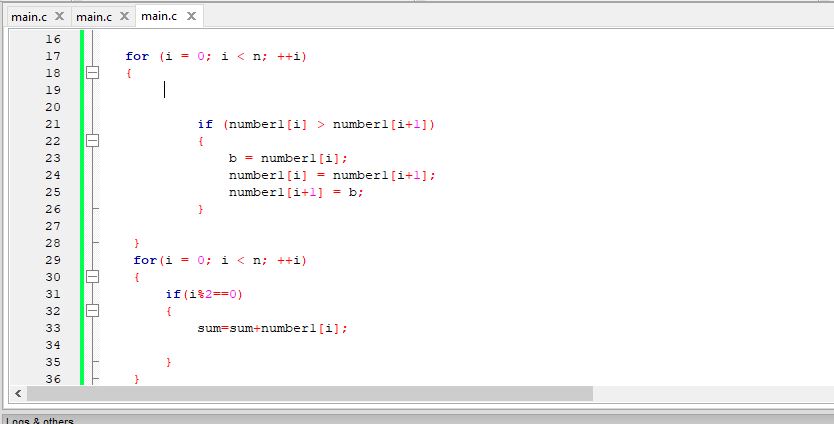 main.c × main.c × main.c ×
16
17 for (i = 0; i < n; ++i)
18 {
19
20
21 if (number1[i] > number1[i+1])
22 {
23 b = number1[i];
24 number1[i] = number1[i+1];
25 number1[i+1] = b;
26 }
27
28 }
29 for(i = 0; i < n; ++i)
30 {
31 if(i%2==0)
32 {
33 sum=sum+number1[i];
34
35 }
36 }
Logs & others